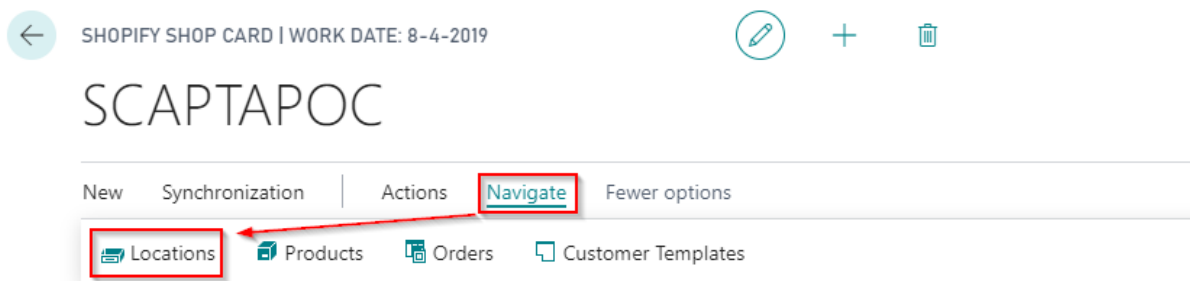 SHOPIFY SHOP CARD | WORK DATE: 8-4-2019
SCAPTAPOC
New Synchronization Actions Navigate Fewer options
Locations Products Orders Customer Templates